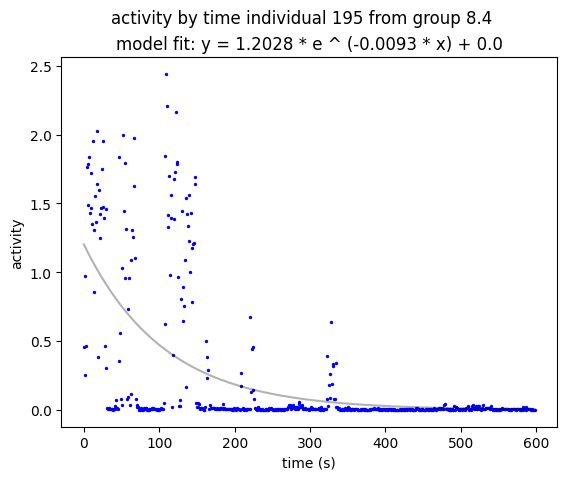 activity by time individual 195 from group 8.4
model fit: y = 1.2028 * e ^ (-0.0093 * x) + 0.0
2.5
2.0
1.5
1.0
0.5
0.0
activity
0 100 200 300 400 500 600
time (s)